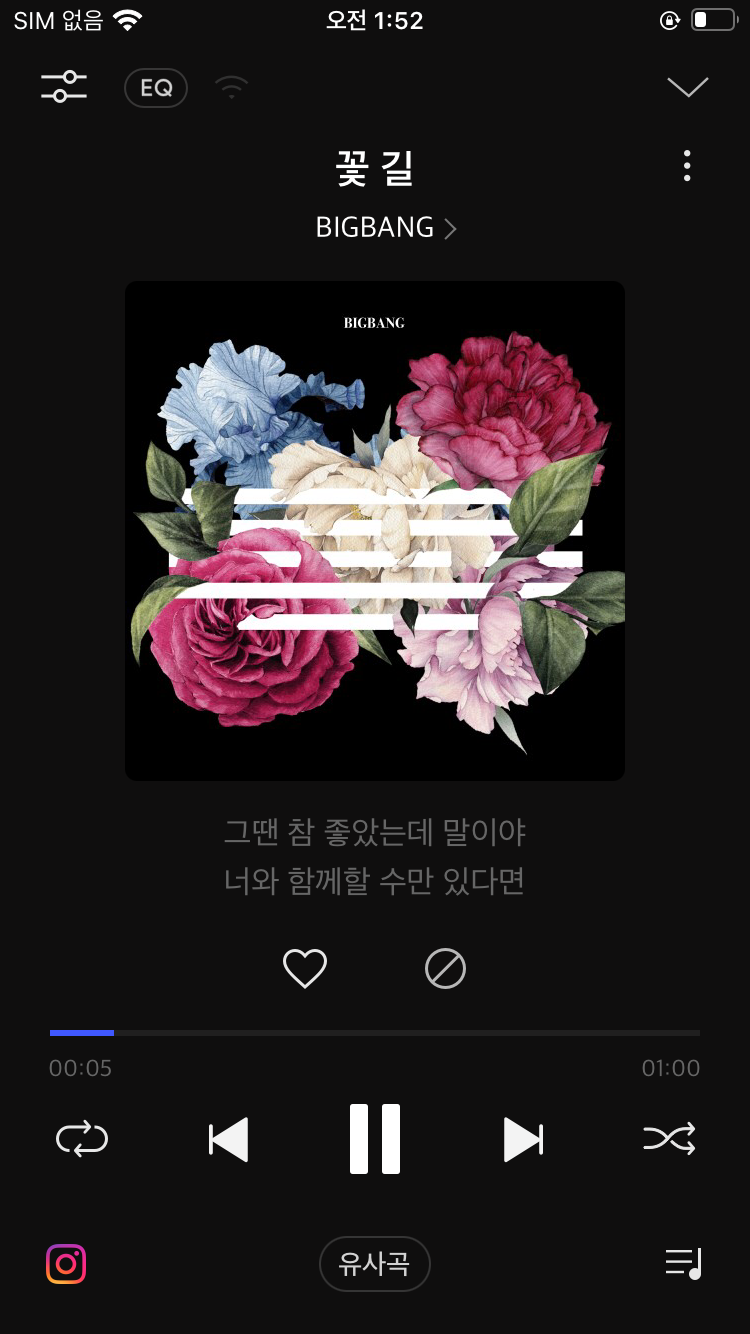 SIM 없음
오전 1:52
EQ
꽃 길
BIGBANG
BIGBANG
그땐 참 좋았는데 말이야
너와 함께할 수만 있다면
00:05
01:00
유사곡